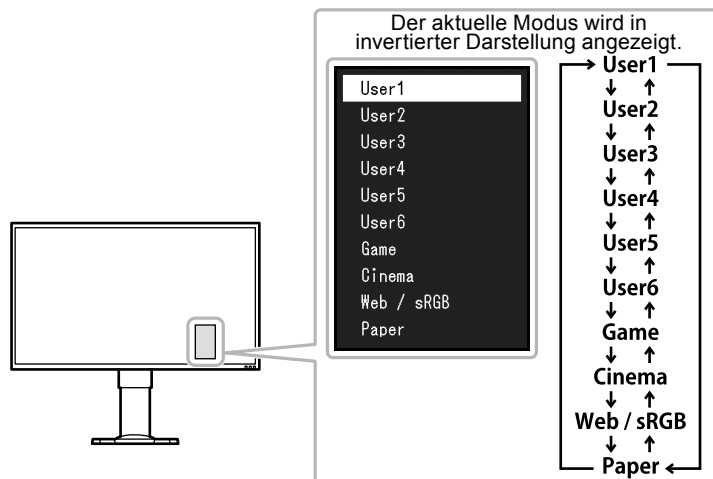 Der aktuelle Modus wird in
invertierter Darstellung angezeigt.
User1
User2
User3
User4
User5
User6
Game
Cinema
Web / sRGB
Paper
User1
User2
User3
User4
User5
User6
Game
Cinema
Web / sRGB
Paper